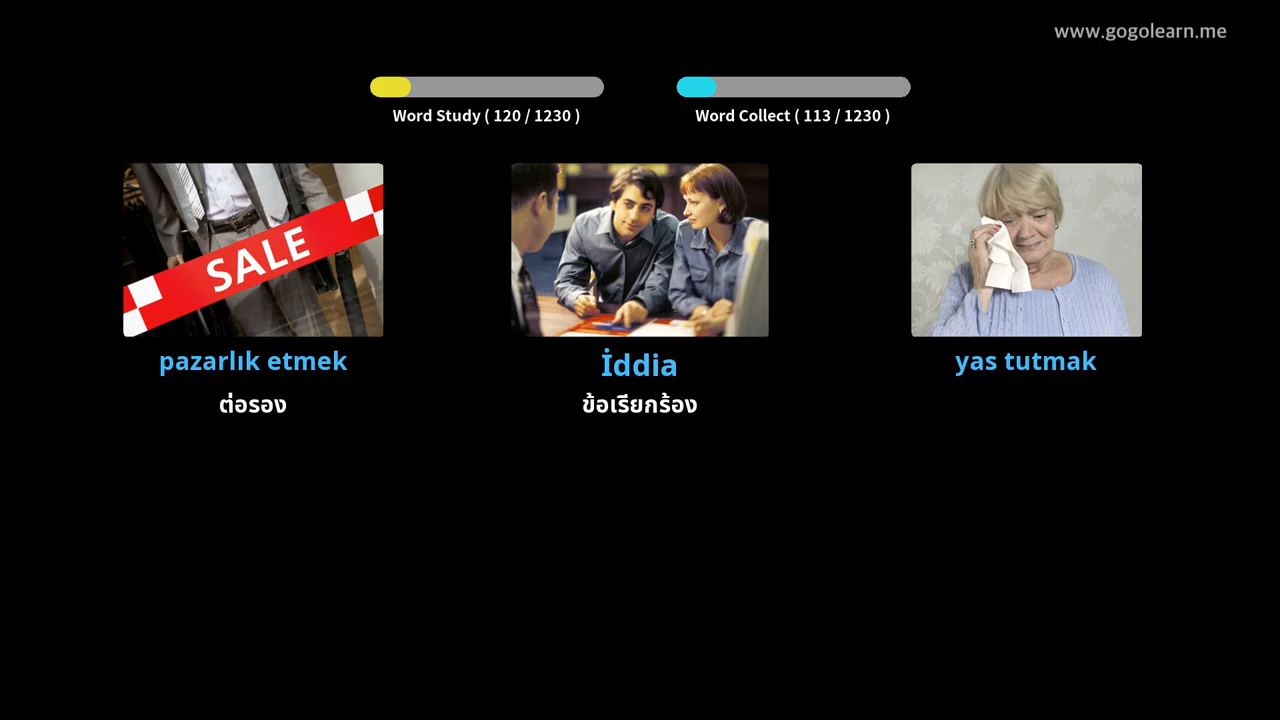 www.gogolearn.me
Word Study ( 120 / 1230 )
Word Collect ( 113 / 1230 )
SALE
pazarlık etmek
İddia
yas tutmak
ต่อรอง
ข้อเรียกร้อง